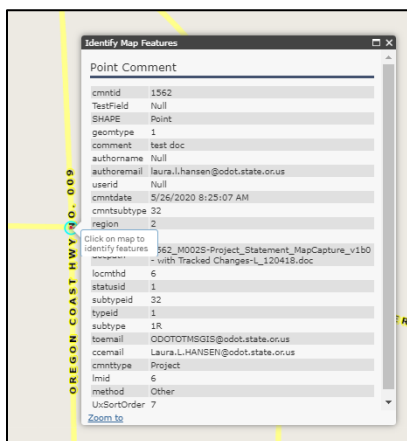 Identify Map Features
Point Comment
cmntid 1562
TestField Null
SHAPE Point
geomtype 1
comment test doc
authorname Null
authoremail laura.l.hansen@odot.state.or.us
userid Null
cmntdate 5/26/2020 8:25:07 AM
cmntsubtype 32
region 2
Click on map to
identify features
562_M002S-Project_Statement_MapCapture_v1b0
- with Tracked Changes-L_120418.doc
locmthd 6
statusid 1
subtypeid 32
typeid 1
subtype 1R
toemail ODOTOTMSGIS@odot.state.or.us
ccemail Laura.L.HANSEN@odot.state.or.us
cmnttype Project
lmid 6
method Other
UxSortOrder 7
Zoom to
OREGON COAST HWY NO. 009
E R